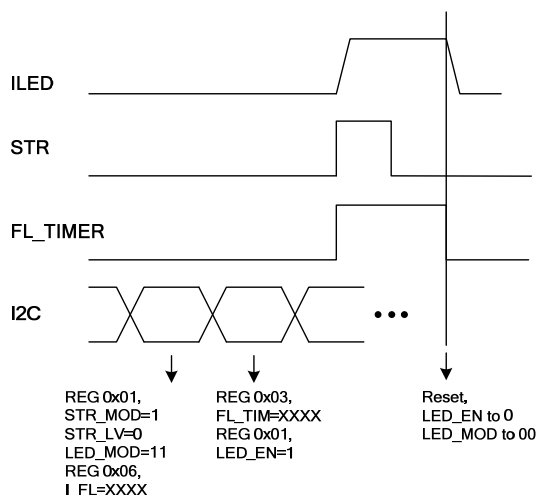 ILED
STR
FL_TIMER
I2C
•••
REG 0x01,
STR_MOD=1
STR_LV=0
LED_MOD=11
REG 0x06,
I_FL=XXXX
REG 0x03,
FL_TIM=XXXX
REG 0x01,
LED_EN=1
Reset,
LED_EN to 0
LED_MOD to 00